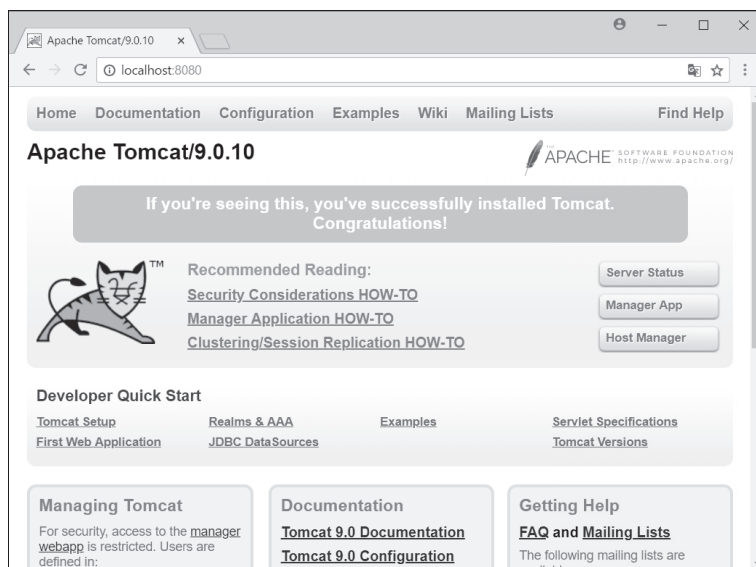 Apache Tomcat/9.0.10
localhost:8080
Home Documentation Configuration Examples Wiki Mailing Lists Find Help
Apache Tomcat/9.0.10
THE APACHE SOFTWARE FOUNDATION
http://www.apache.org/
If you're seeing this, you've successfully installed Tomcat.
Congratulations!
TM
Recommended Reading:
Security Considerations HOW-TO
Manager Application HOW-TO
Clustering/Session Replication HOW-TO
Server Status
Manager App
Host Manager
Developer Quick Start
Tomcat Setup
First Web Application
Realms & AAA
JDBC DataSources
Examples
Servlet Specifications
Tomcat Versions
Managing Tomcat
For security, access to the manager
webapp is restricted. Users are
defined in:
Documentation
Tomcat 9.0 Documentation
Tomcat 9.0 Configuration
Getting Help
FAQ and Mailing Lists
The following mailing lists are